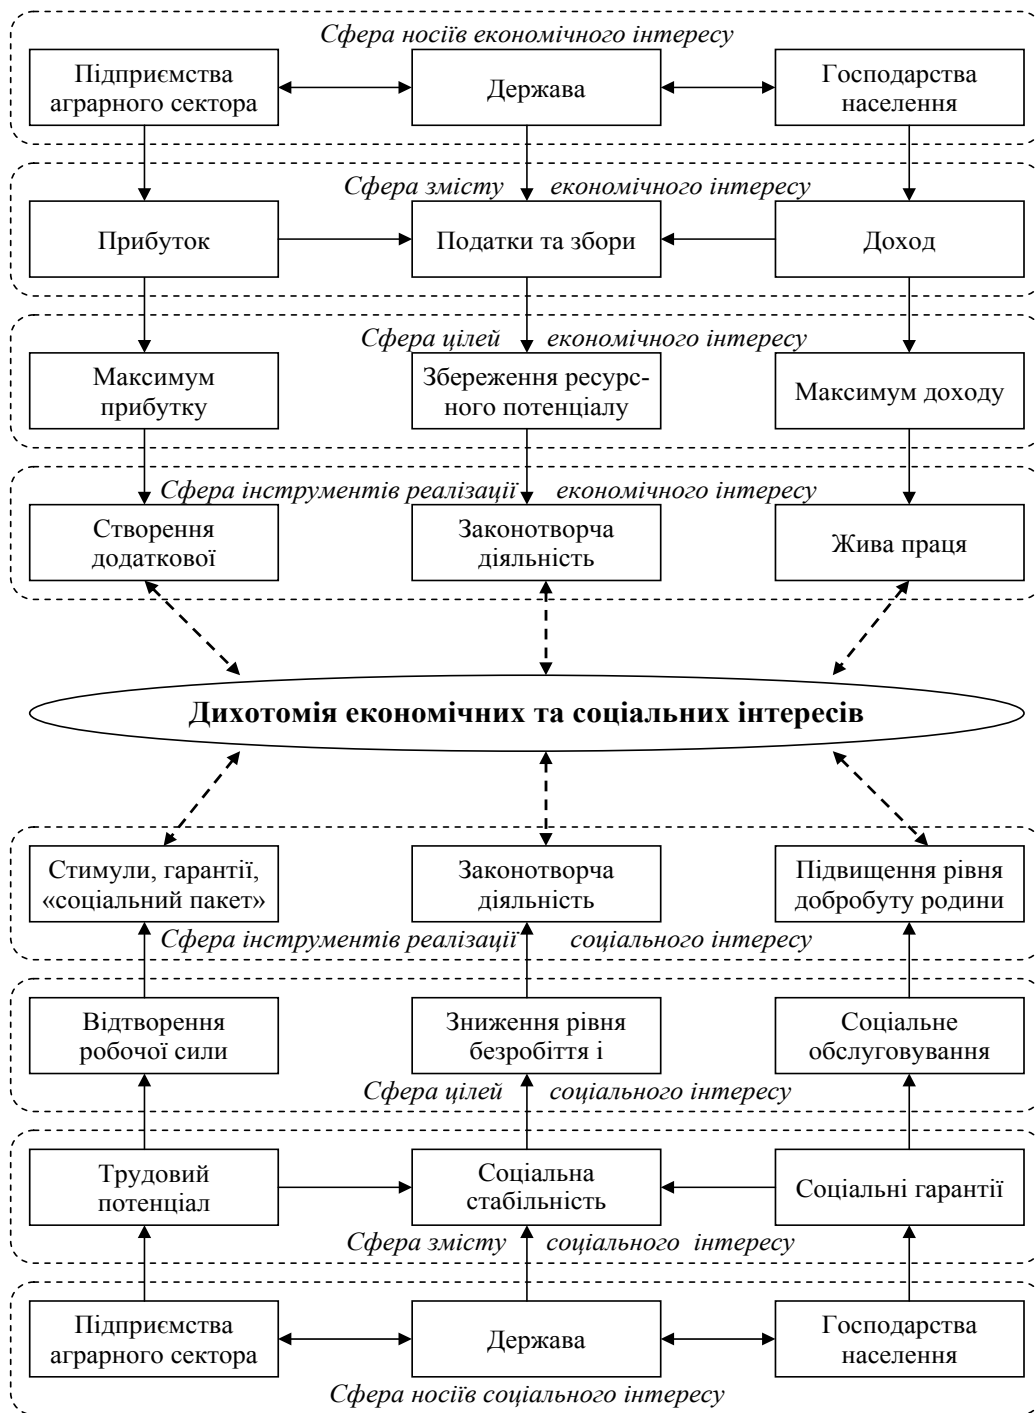 Сфера носіїв економічного інтересу
Підприємства
аграрного сектора
Держава
Господарства
населення
Сфера змісту економічного інтересу
Прибуток
Податки та збори
Доход
Сфера цілей економічного інтересу
Максимум
прибутку
Збереження ресурс-
ного потенціалу
Максимум доходу
Сфера інструментів реалізації економічного інтересу
Створення
додаткової
Законотворча
діяльність
Жива праця
Дихотомія економічних та соціальних інтересів
Стимули, гарантії,
«соціальний пакет»
Законотворча
діяльність
Підвищення рівня
добробуту родини
Сфера інструментів реалізації соціального інтересу
Відтворення
робочої сили
Зниження рівня
безробіття і
Соціальне
обслуговування
Сфера цілей соціального інтересу
Трудовий
потенціал
Соціальна
стабільність
Соціальні гарантії
Сфера змісту соціального інтересу
Підприємства
аграрного сектора
Держава
Господарства
населення
Сфера носіїв соціального інтересу